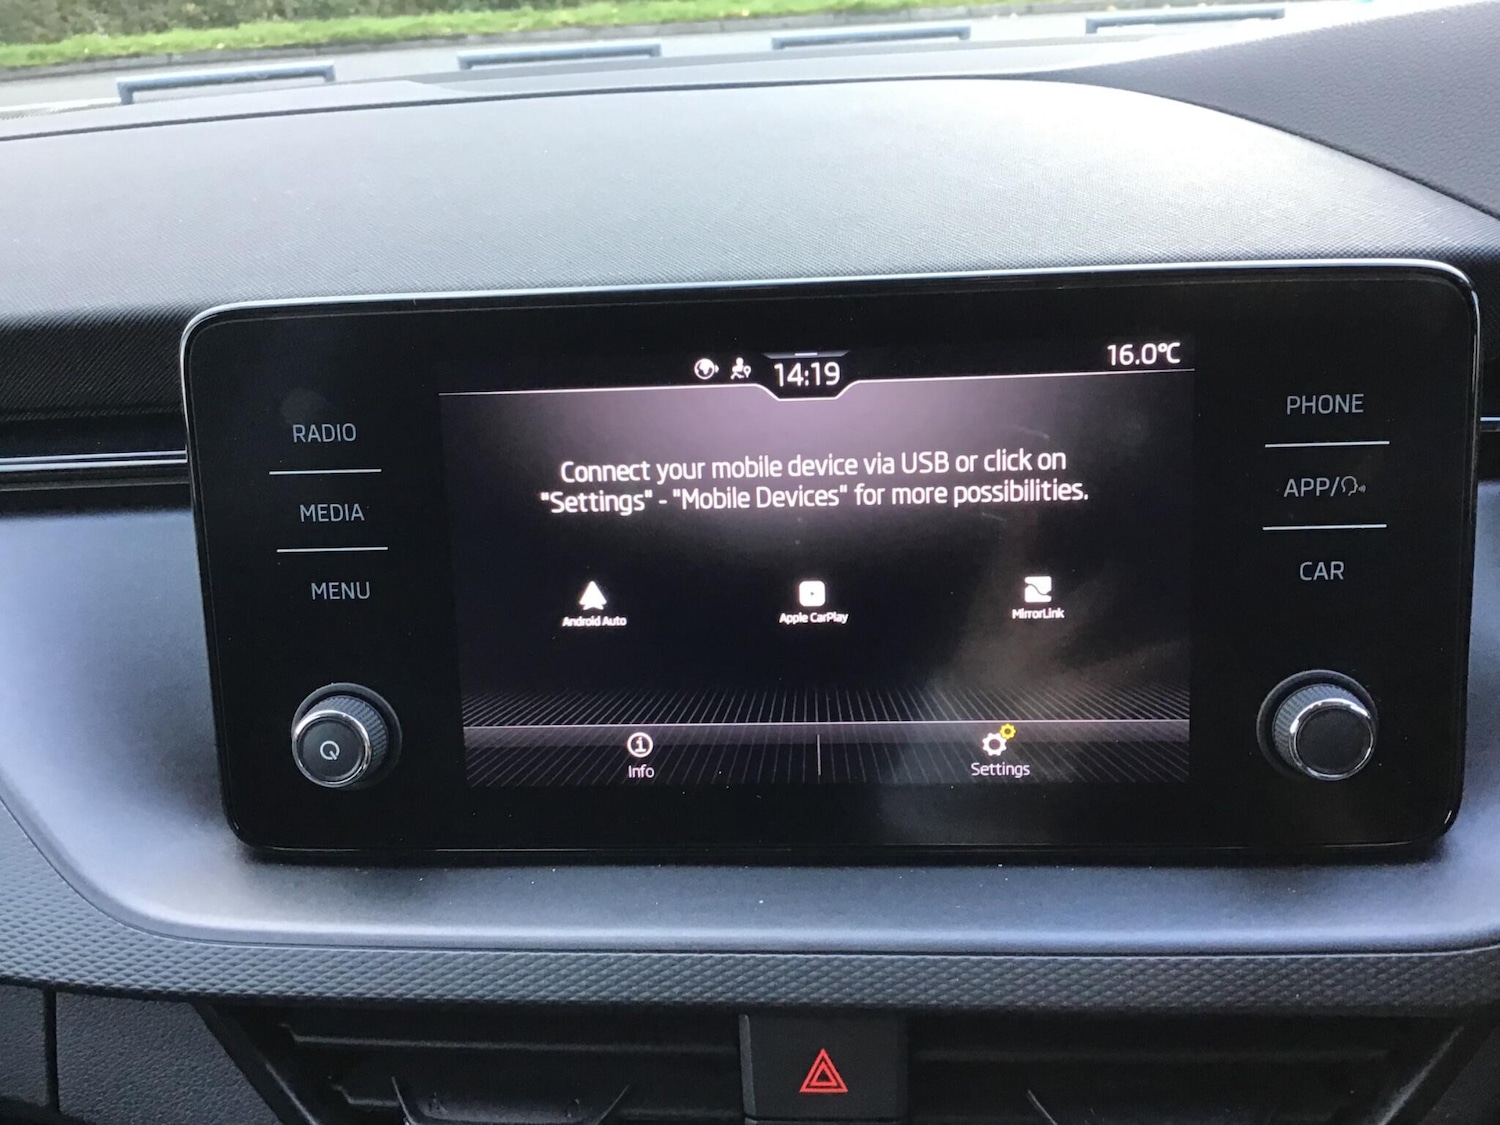 14:19
16.0°C
RADIO
MEDIA
MENU
Connect your mobile device via USB or click on
"Settings" - "Mobile Devices" for more possibilities.
Android Auto
Apple CarPlay
MirrorLink
Info
Settings
PHONE
APP/
CAR